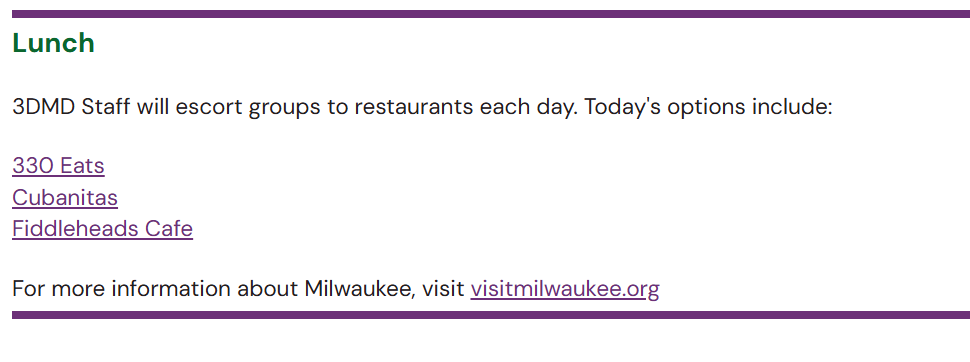 Lunch
3DMD Staff will escort groups to restaurants each day. Today's options include:
330 Eats
Cubanitas
Fiddleheads Cafe
For more information about Milwaukee, visit visitmilwaukee.org